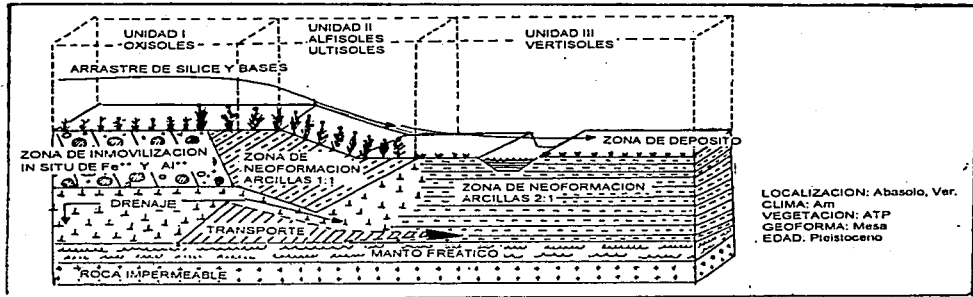 UNIDAD I
OXISOLES
UNIDAD II
ALFISOLES
ULTISOLES
UNIDAD III
VERTISOLES
ARRASTRE DE SILICE Y BASES
ZONA DE DEPOSITO
ZONA DE INMOVILIZACION
IN SITU DE Fe⁺⁺ Y Al⁺⁺
ZONA DE
NEOFORMACION
ARCILLAS 1:1
ZONA DE NEOFORMACION
ARCILLAS 2:1
DRENAJE
TRANSPORTE
MANTO FREATICO
ROCA IMPERMEABLE
LOCALIZACION: Abasolo, Ver.
CLIMA: Am
VEGETACION: ATP
GEOFORMA: Mesa
EDAD: Pleistoceno